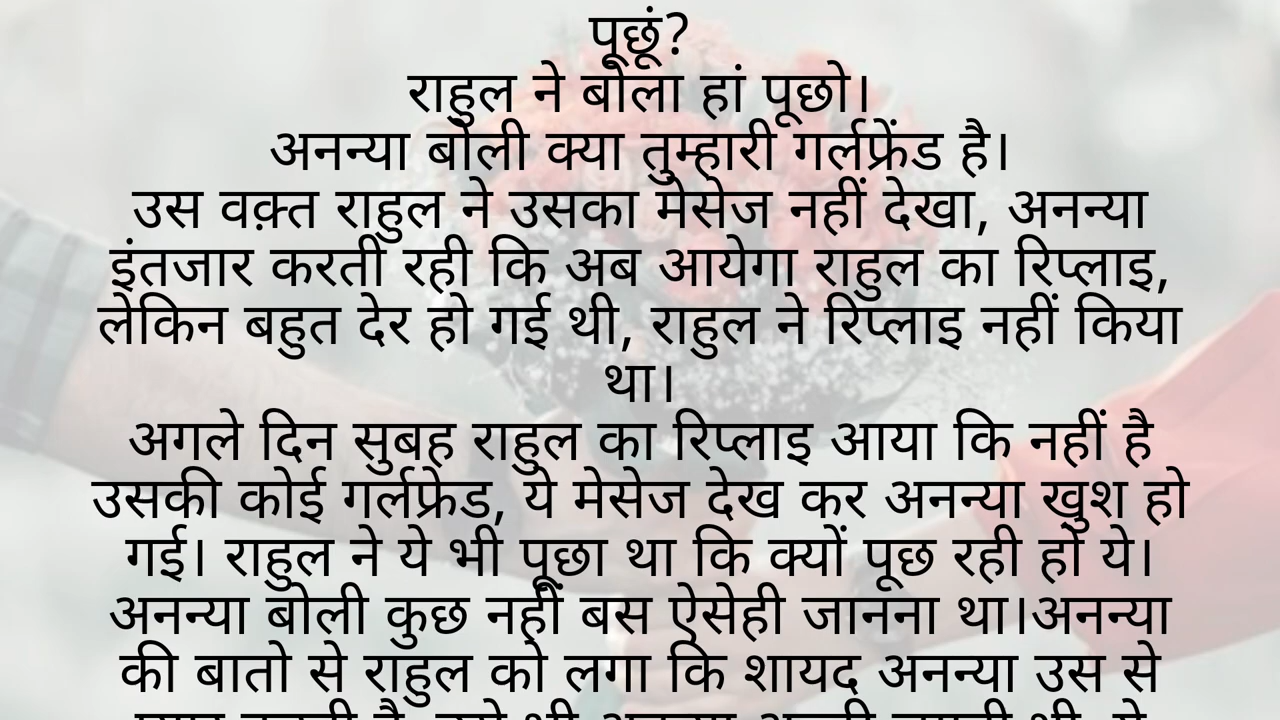 पूछूं?
राहुल ने बोला हां पूछो।
अनन्या बोली क्या तुम्हारी गर्लफ्रेंड है।
उस वक़्त राहुल ने उसका मेसेज नहीं देखा, अनन्या
इंतजार करती रही कि अब आयेगा राहुल का रिप्लाइ,
लेकिन बहुत देर हो गई थी, राहुल ने रिप्लाइ नहीं किया
था।
अगले दिन सुबह राहुल का रिप्लाइ आया कि नहीं है
उसकी कोई गर्लफ्रेड, ये मेसेज देख कर अनन्या खुश हो
गई। राहुल ने ये भी पूछा था कि क्यों पूछ रही हो ये।
अनन्या बोली कुछ नहीं बस ऐसेही जानना था।अनन्या
की बातो से राहुल को लगा कि शायद अनन्या उस से